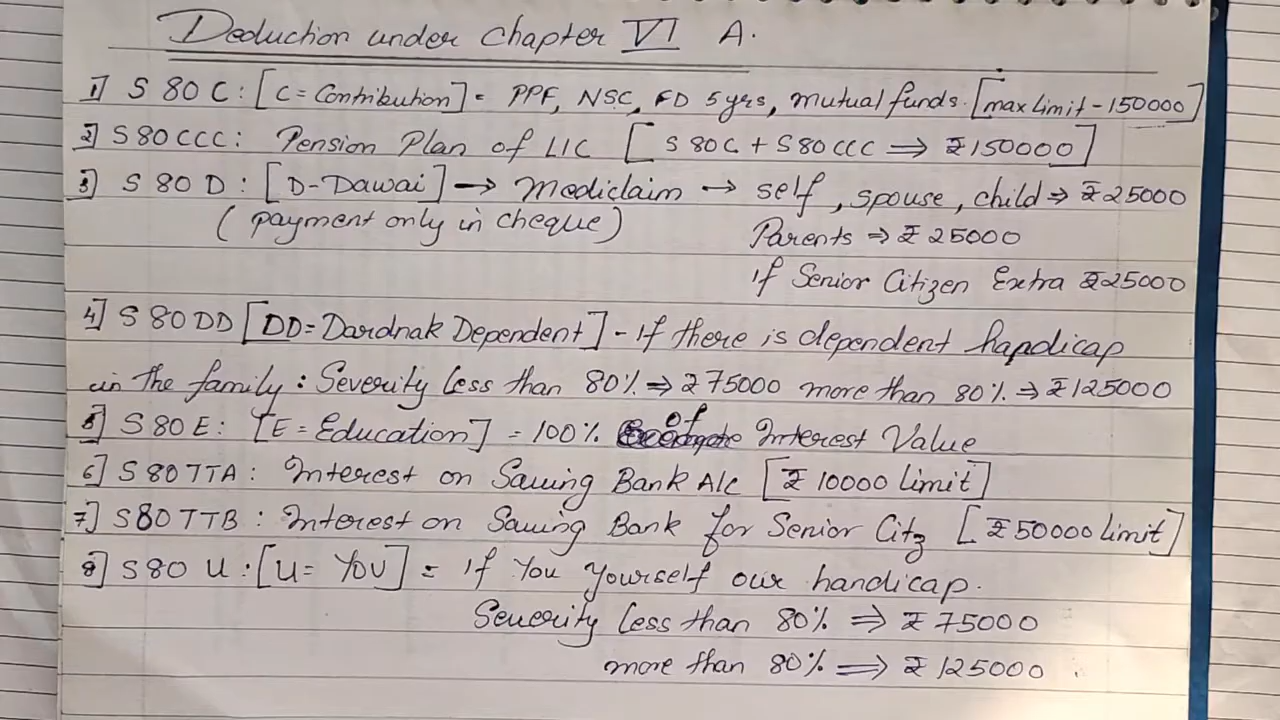 Deduction under Chapter VI A.
1] S 80 C : [C = Contribution] = PPF, NSC, FD 5 yrs, mutual funds. [max Limit - 150000]
2] S 80 CCC : Pension Plan of LIC [S 80C + S 80 CCC ⇒ ₹150000]
3] S 80 D : [D-Dawai] → Mediclaim → self, spouse, child ⇒ ₹25000
(payment only in cheque) Parents ⇒ ₹25000
If Senior Citizen Extra ₹25000
4] S 80 DD [DD = Dardnak Dependent] - If there is dependent handicap
in the family : Severity less than 80% ⇒ ₹75000 more than 80% ⇒ ₹125000
5] S 80 E : [E = Education] = 100% of Interest Value
6] S 80 TTA : Interest on Saving Bank A/c [₹10000 limit]
7] S 80 TTB : Interest on Saving Bank for Senior Citz [₹50000 limit]
8] S 80 U : [U = YOU] = If You Yourself our handicap.
Severity less than 80% ⇒ ₹75000
more than 80% ⇒ ₹125000